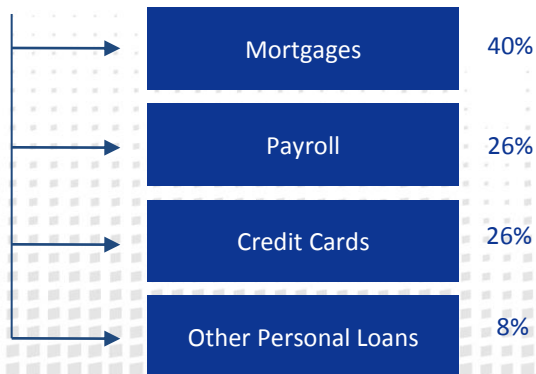 Mortgages 40%
Payroll 26%
Credit Cards 26%
Other Personal Loans 8%